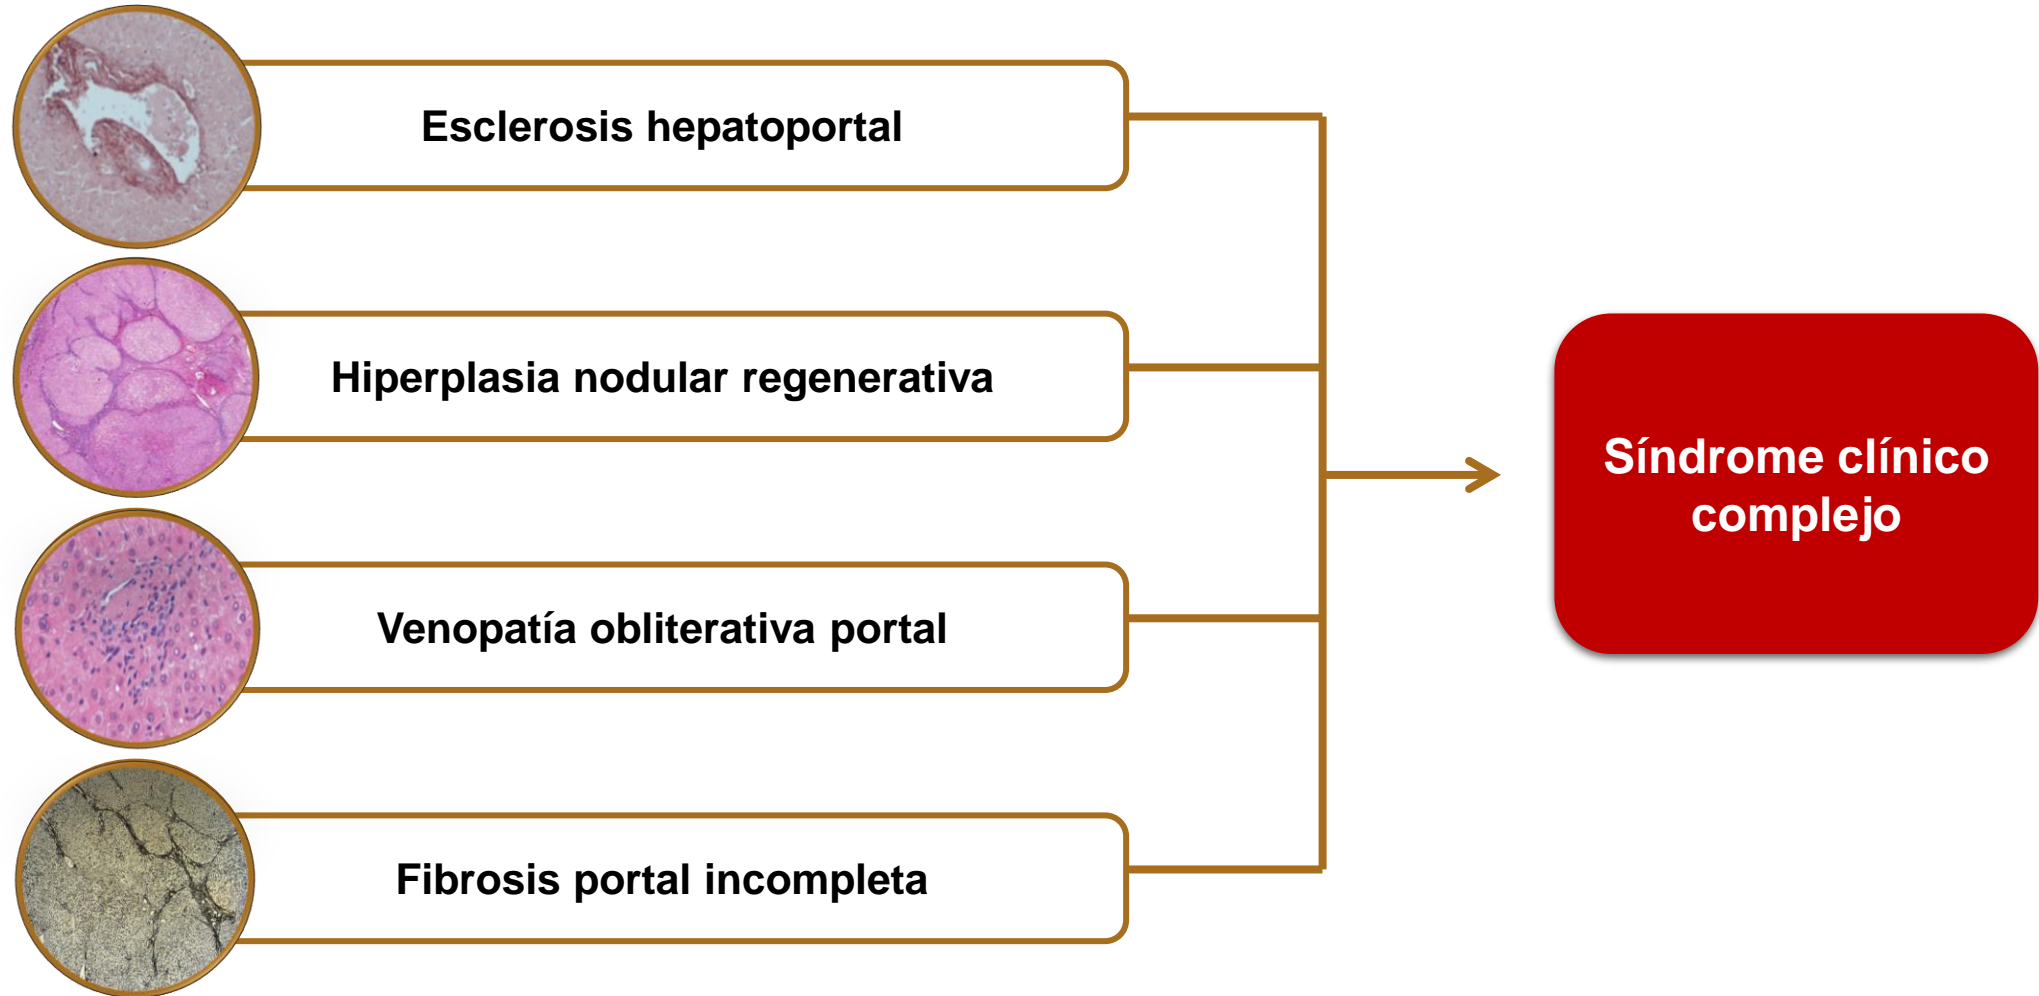 Esclerosis hepatoportal
Hiperplasia nodular regenerativa
Venopatía obliterativa portal
Fibrosis portal incompleta
Síndrome clínico
complejo